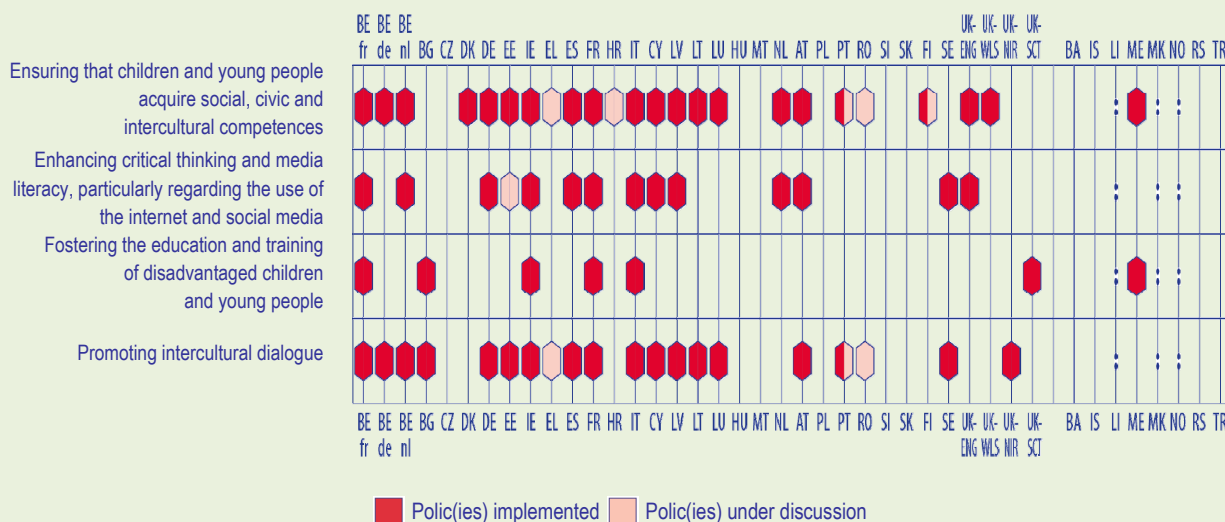 BE BE BE UK- UK- UK- UK-
fr de nl BG CZ DK DE EE IE EL ES FR HR IT CY LV LT LU HU MT NL AT PL PT RO SI SK FI SE ENG WLS NIR SCT BA IS LI ME MK NO RS TR
Ensuring that children and young people
acquire social, civic and
intercultural competences
Enhancing critical thinking and media
literacy, particularly regarding the use of
the internet and social media
Fostering the education and training
of disadvantaged children
and young people
Promoting intercultural dialogue
BE BE BE BG CZ DK DE EE IE EL ES FR HR IT CY LV LT LU HU MT NL AT PL PT RO SI SK FI SE UK- UK- UK- UK- BA IS LI ME MK NO RS TR
fr de nl ENG WLS NIR SCT
Polic(ies) implemented Polic(ies) under discussion